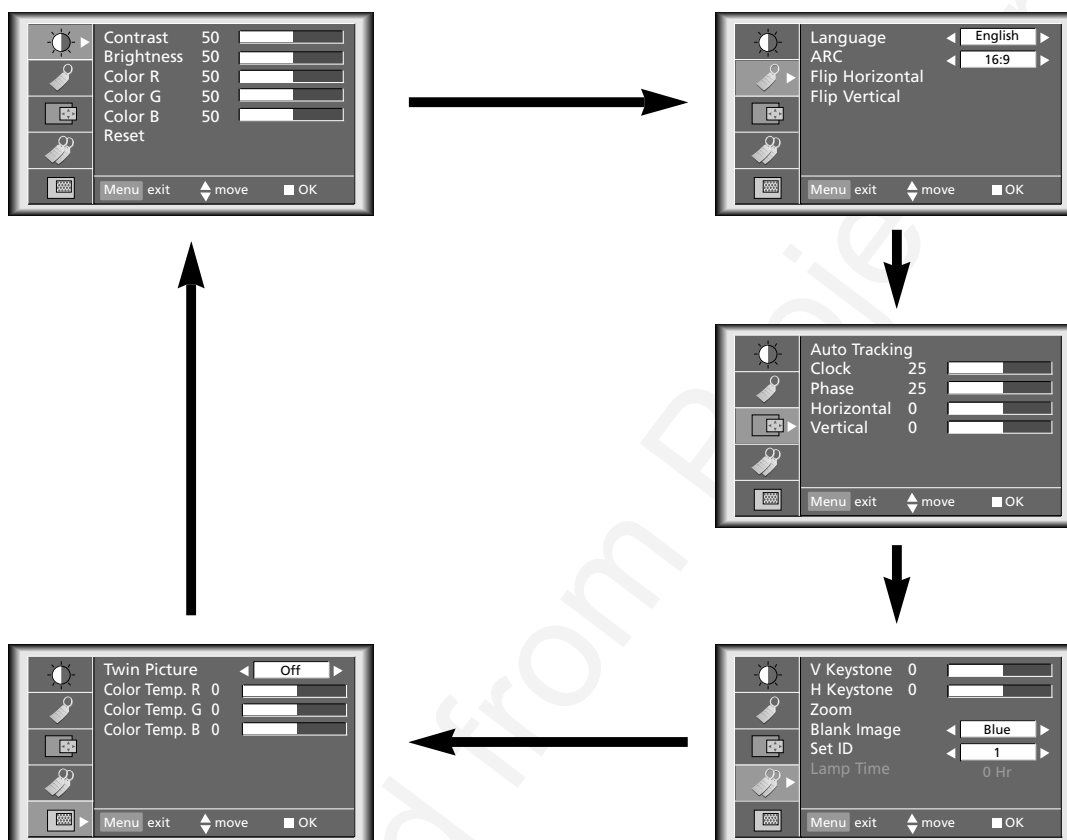 Contrast 50
Brightness 50
Color R 50
Color G 50
Color B 50
Reset
Menu exit move OK
Language English
ARC 16:9
Flip Horizontal
Flip Vertical
Menu exit move OK
Auto Tracking
Clock 25
Phase 25
Horizontal 0
Vertical 0
Menu exit move OK
Twin Picture Off
Color Temp. R 0
Color Temp. G 0
Color Temp. B 0
Menu exit move OK
V Keystone 0
H Keystone 0
Zoom
Blank Image Blue
Set ID 1
Lamp Time 0 Hr
Menu exit move OK
from